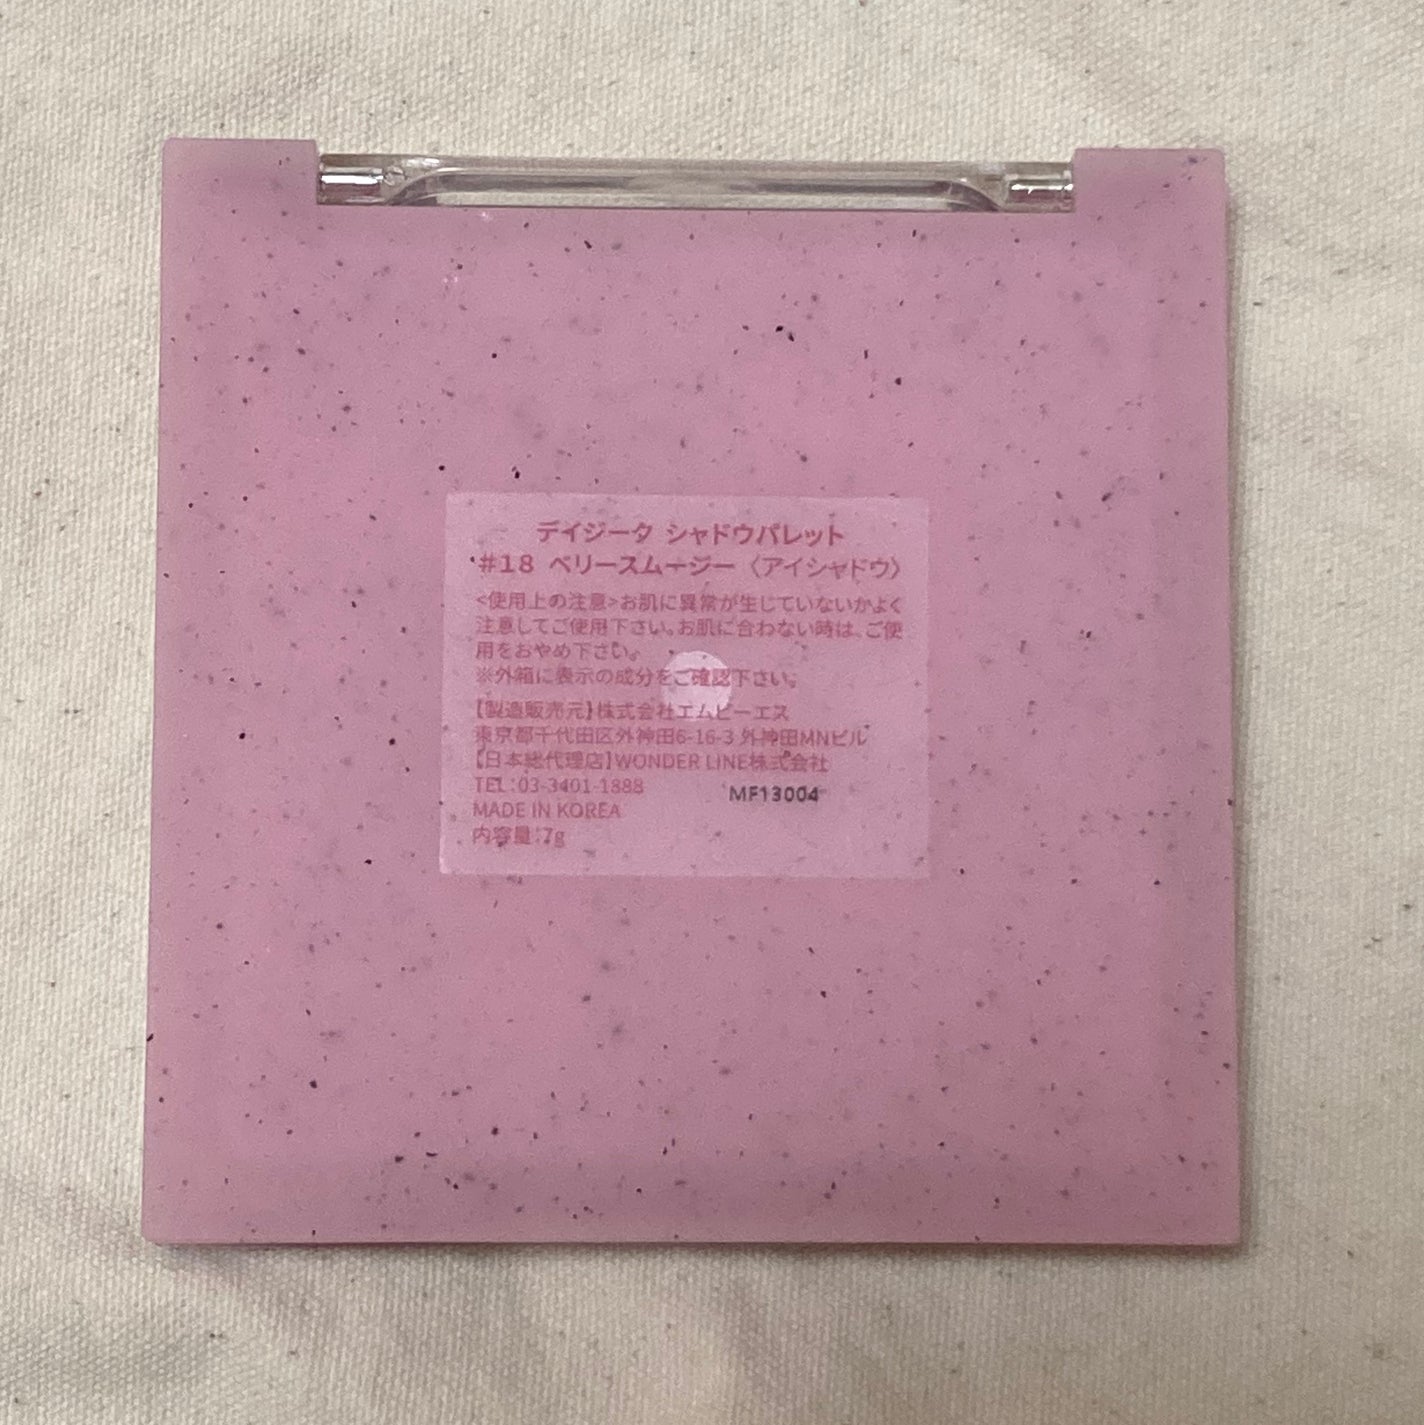 デイジーク シャドウパレット
#18 ベリースムージー〈アイシャドウ〉
<使用上の注意>お肌に異常が生じていないかよく
注意してご使用下さい。お肌に合わない時は、ご使
用をおやめ下さい。
※外箱に表示の成分をご確認下さい。
【製造販売元】株式会社エムビーエス
東京都千代田区外神田6-16-3 外神田MNビル
【日本総代理店】WONDER LINE株式会社
TEL:03-3401-1888
MF13004
MADE IN KOREA
内容量:7g